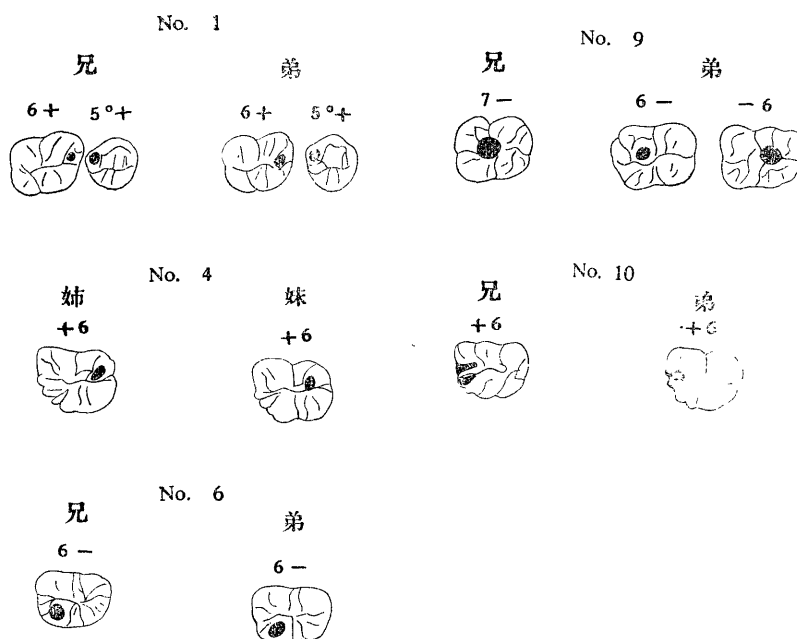 No. 1
兄 弟
6+ 5°+ 6+ 5°+
No. 9
兄 弟
7- 6- -6
No. 4
姉 妹
+6 +6
No. 10
兄 弟
+6 +6
No. 6
兄 弟
6- 6-